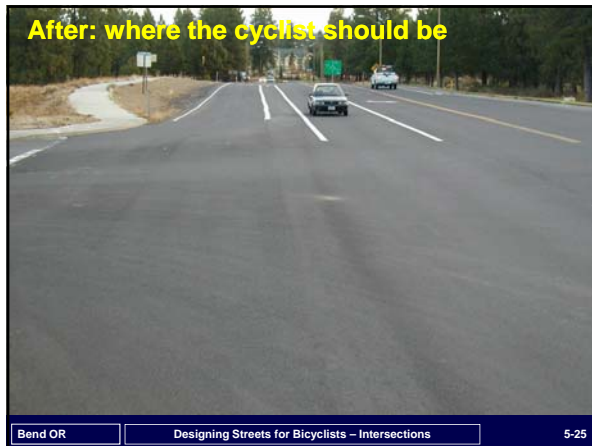 After: where the cyclist should be
Bend OR
Designing Streets for Bicyclists – Intersections
5-25